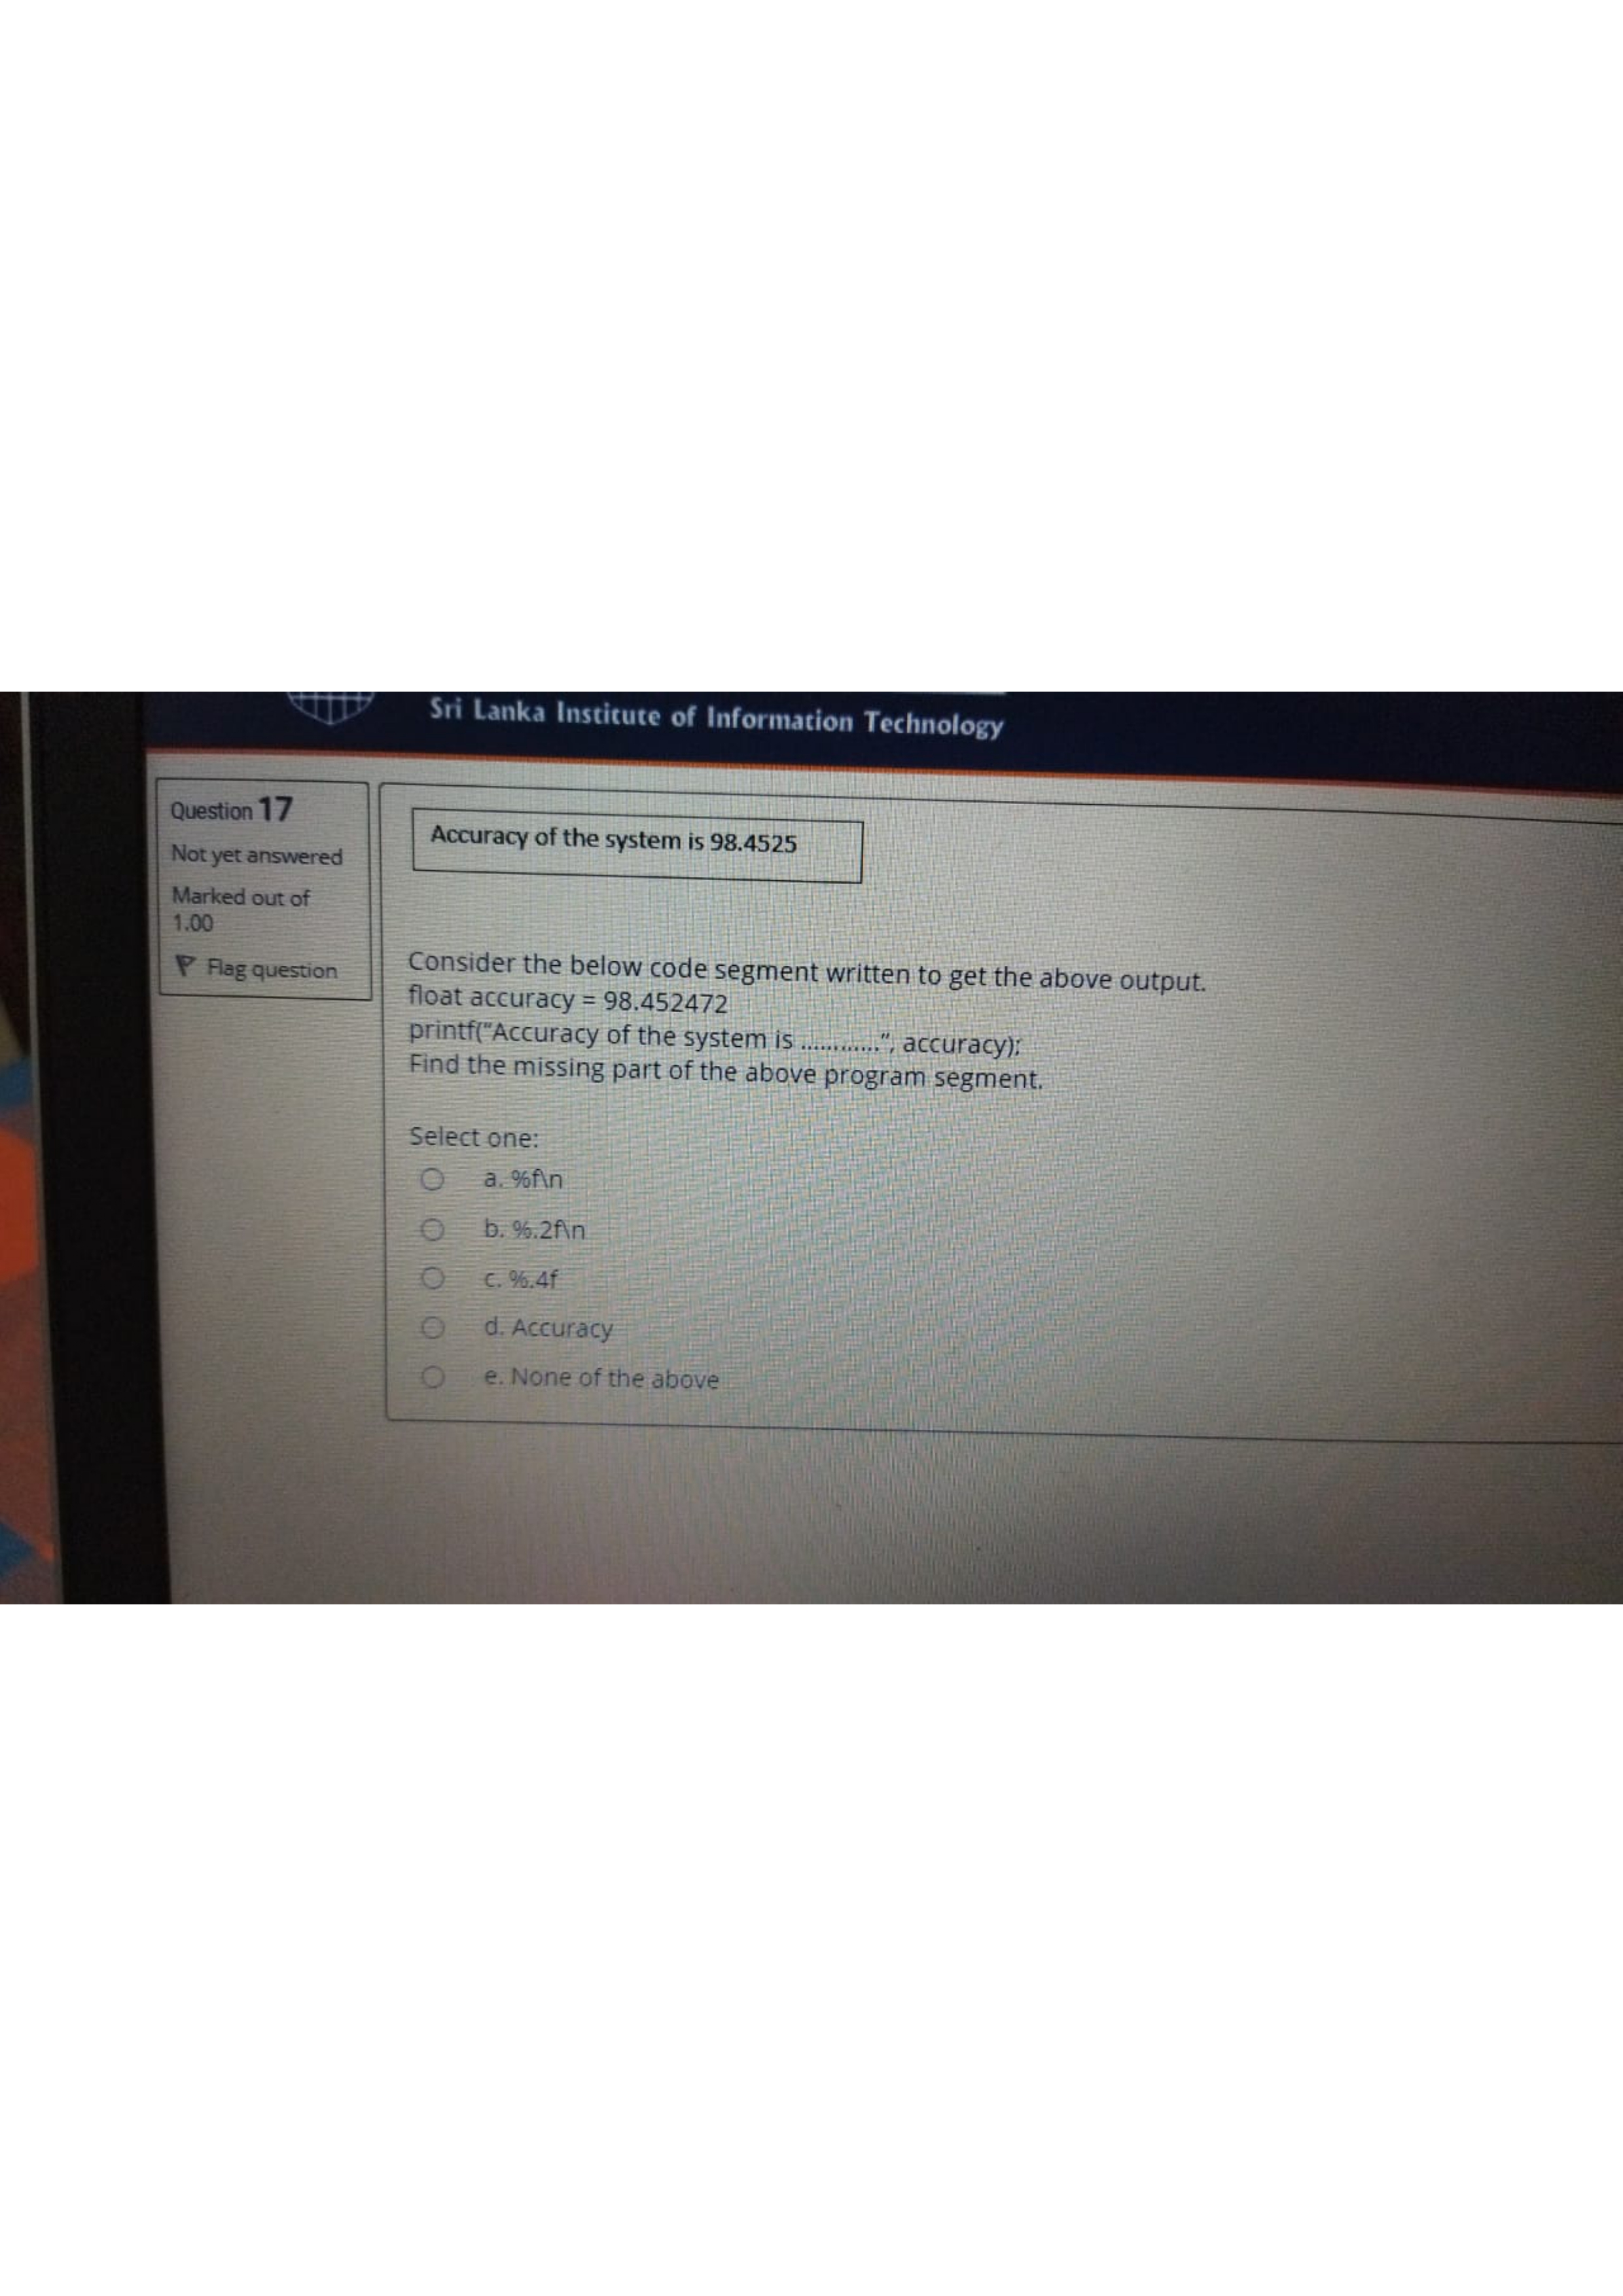 Sri Lanka Institute of Information Technology
Question 17
Not yet answered
Marked out of
1.00
Flag question
Accuracy of the system is 98.4525
Consider the below code segment written to get the above output.
float accuracy = 98.452472
printf("Accuracy of the system is ............", accuracy);
Find the missing part of the above program segment.
Select one:
a. %f\n
b. %.2f\n
c. %.4f
d. Accuracy
e. None of the above